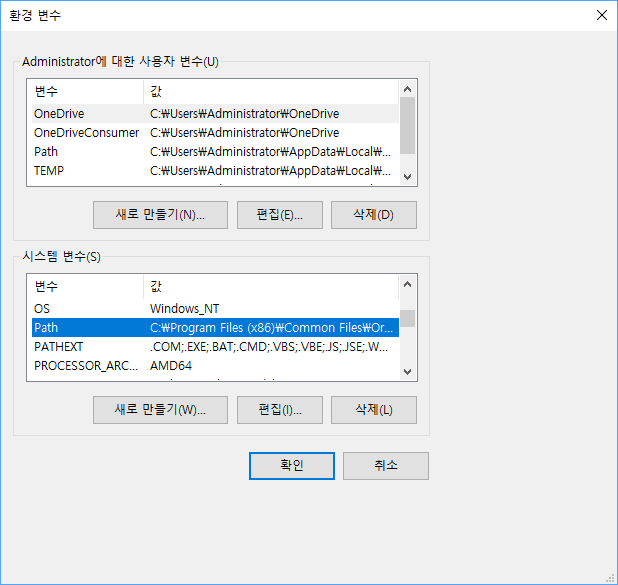 환경 변수
Administrator에 대한 사용자 변수(U)
변수 값
OneDrive C:₩Users₩Administrator₩OneDrive
OneDriveConsumer C:₩Users₩Administrator₩OneDrive
Path C:₩Users₩Administrator₩AppData₩Local₩...
TEMP C:₩Users₩Administrator₩AppData₩Local₩...
새로 만들기(N)... 편집(E)... 삭제(D)
시스템 변수(S)
변수 값
OS Windows_NT
Path C:₩Program Files (x86)₩Common Files₩Or...
PATHEXT .COM;.EXE;.BAT;.CMD;.VBS;.VBE;.JS;.JSE;.W...
PROCESSOR_ARC... AMD64
새로 만들기(W)... 편집(I)... 삭제(L)
확인 취소